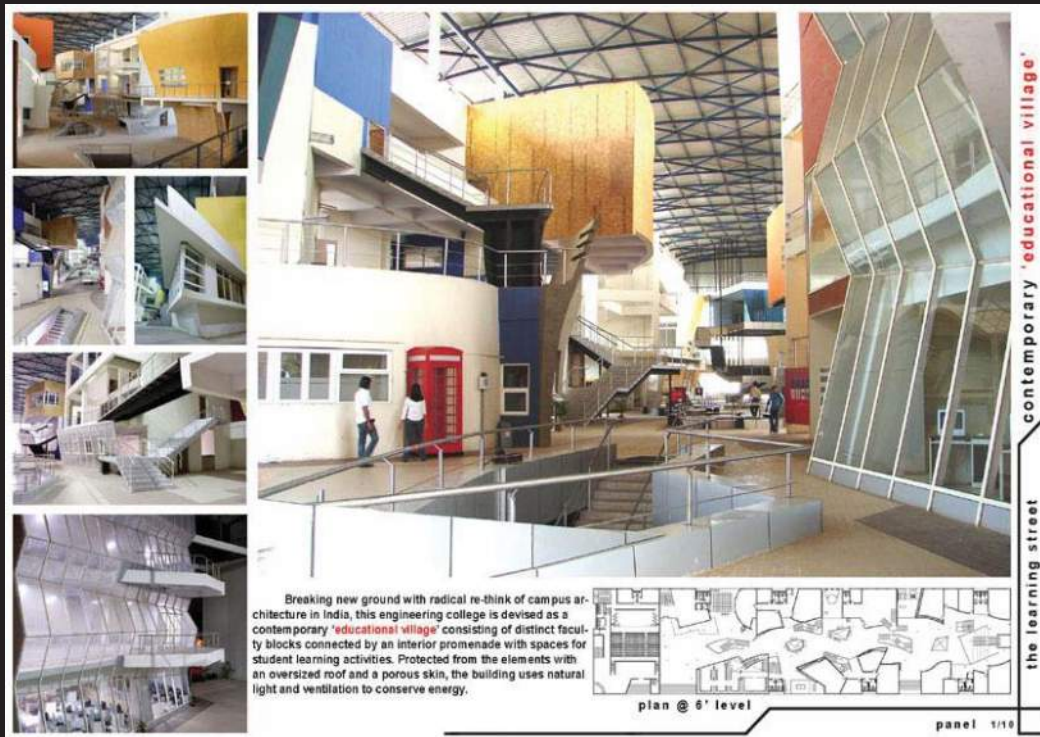 contemporary 'educational village'
the learning street
Breaking new ground with radical re-think of campus ar-
chitecture in India, this engineering college is devised as a
contemporary 'educational village' consisting of distinct facul-
ty blocks connected by an interior promenade with spaces for
student learning activities. Protected from the elements with
an oversized roof and a porous skin, the building uses natural
light and ventilation to conserve energy.
plan @ 6' level
panel 1/10